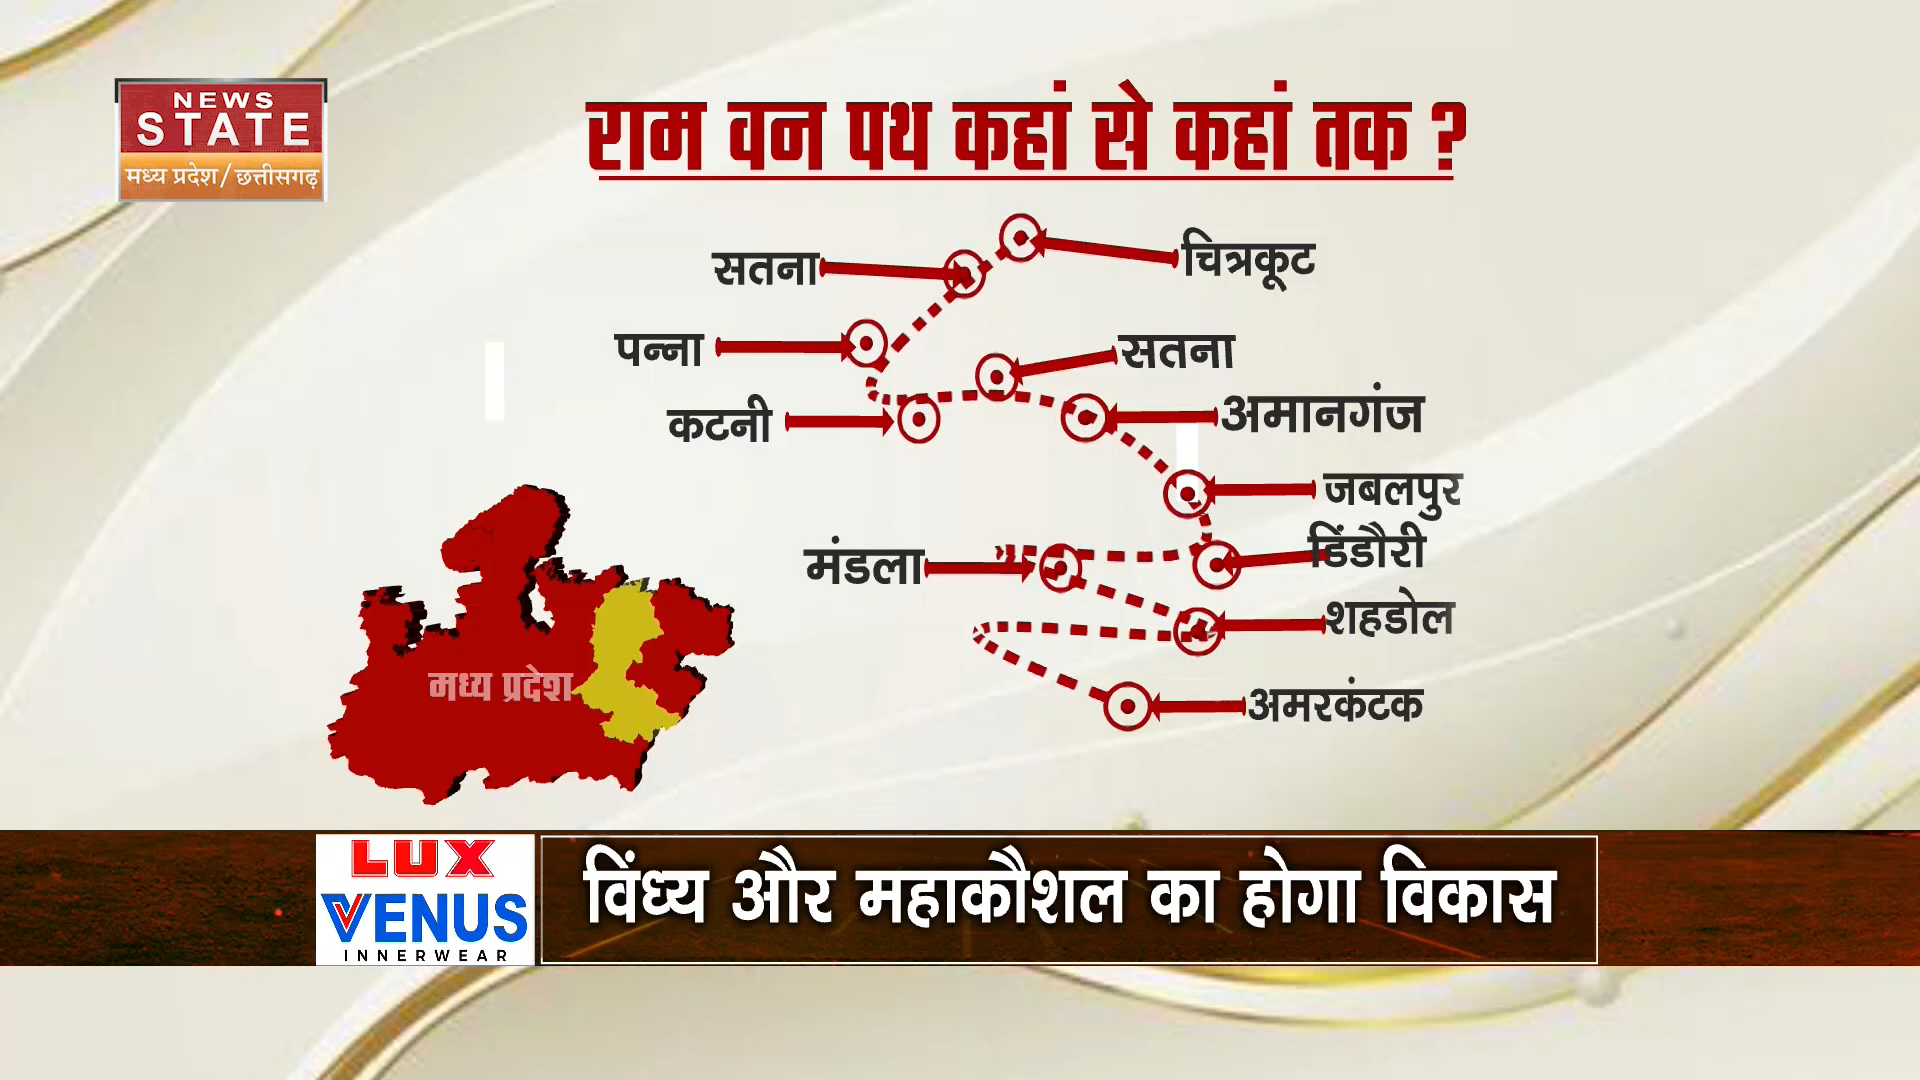 NEWS
STATE
मध्य प्रदेश/छत्तीसगढ़
राम वन पथ कहां से कहां तक ?
चित्रकूट
सतना
पन्ना
सतना
कटनी
अमानगंज
जबलपुर
डिंडौरी
मंडला
शहडोल
अमरकंटक
मध्य प्रदेश
LUX
VENUS
INNERWEAR
विंध्य और महाकौशल का होगा विकास